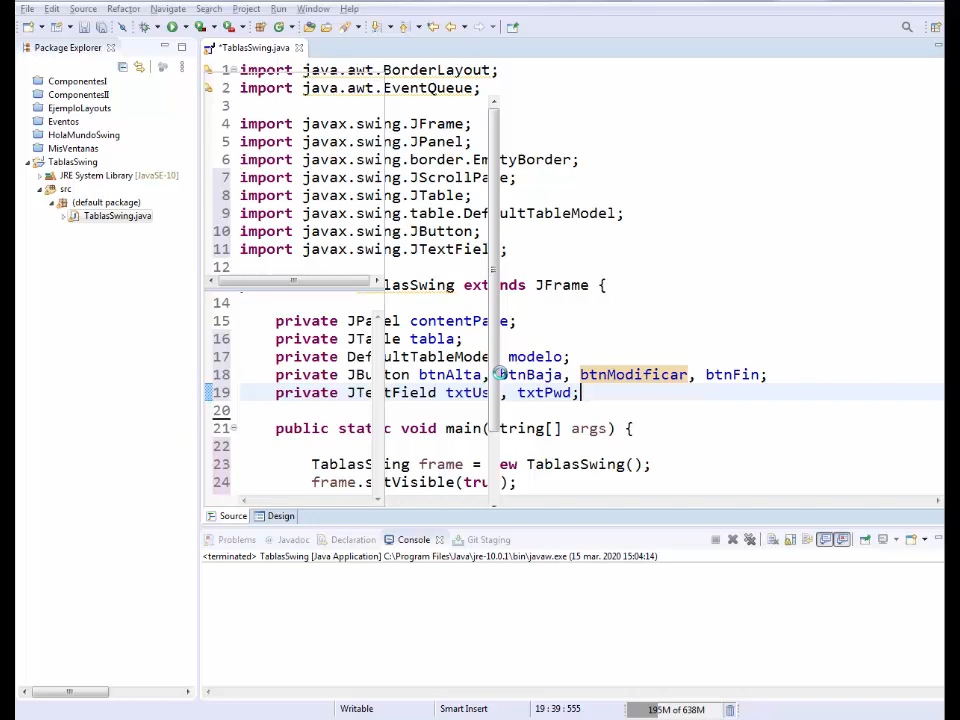 File Edit Source Refactor Navigate Search Project Run Window Help
Package Explorer
*TablasSwing.java
ComponentesI
ComponentesII
EjemploLayouts
Eventos
HolaMundoSwing
MisVentanas
TablasSwing
JRE System Library [JavaSE-10]
src
(default package)
TablasSwing.java
1 import java.awt.BorderLayout;
2 import java.awt.EventQueue;
3
4 import javax.swing.JFrame;
5 import javax.swing.JPanel;
6 import javax.swing.border.EmptyBorder;
7 import javax.swing.JScrollPane;
8 import javax.swing.JTable;
9 import javax.swing.table.DefaultTableModel;
10 import javax.swing.JButton;
11 import javax.swing.JTextField;
12
ablasSwing extends JFrame {
14
15 private JPanel contentPane;
16 private JTable tabla;
17 private DefaultTableModel modelo;
18 private JButton btnAlta, btnBaja, btnModificar, btnFin;
19 private JTextField txtUs , txtPwd;
20
21 public static void main(String[] args) {
22
23 TablasSwing frame = new TablasSwing();
24 frame.setVisible(true);
Source Design
Problems Javadoc Declaration Console Git Staging
<terminated> TablasSwing [Java Application] C:\Program Files\Java\jre-10.0.1\bin\javaw.exe (15 mar. 2020 15:04:14)
Writable Smart Insert 19 : 39 : 555 195M of 638M